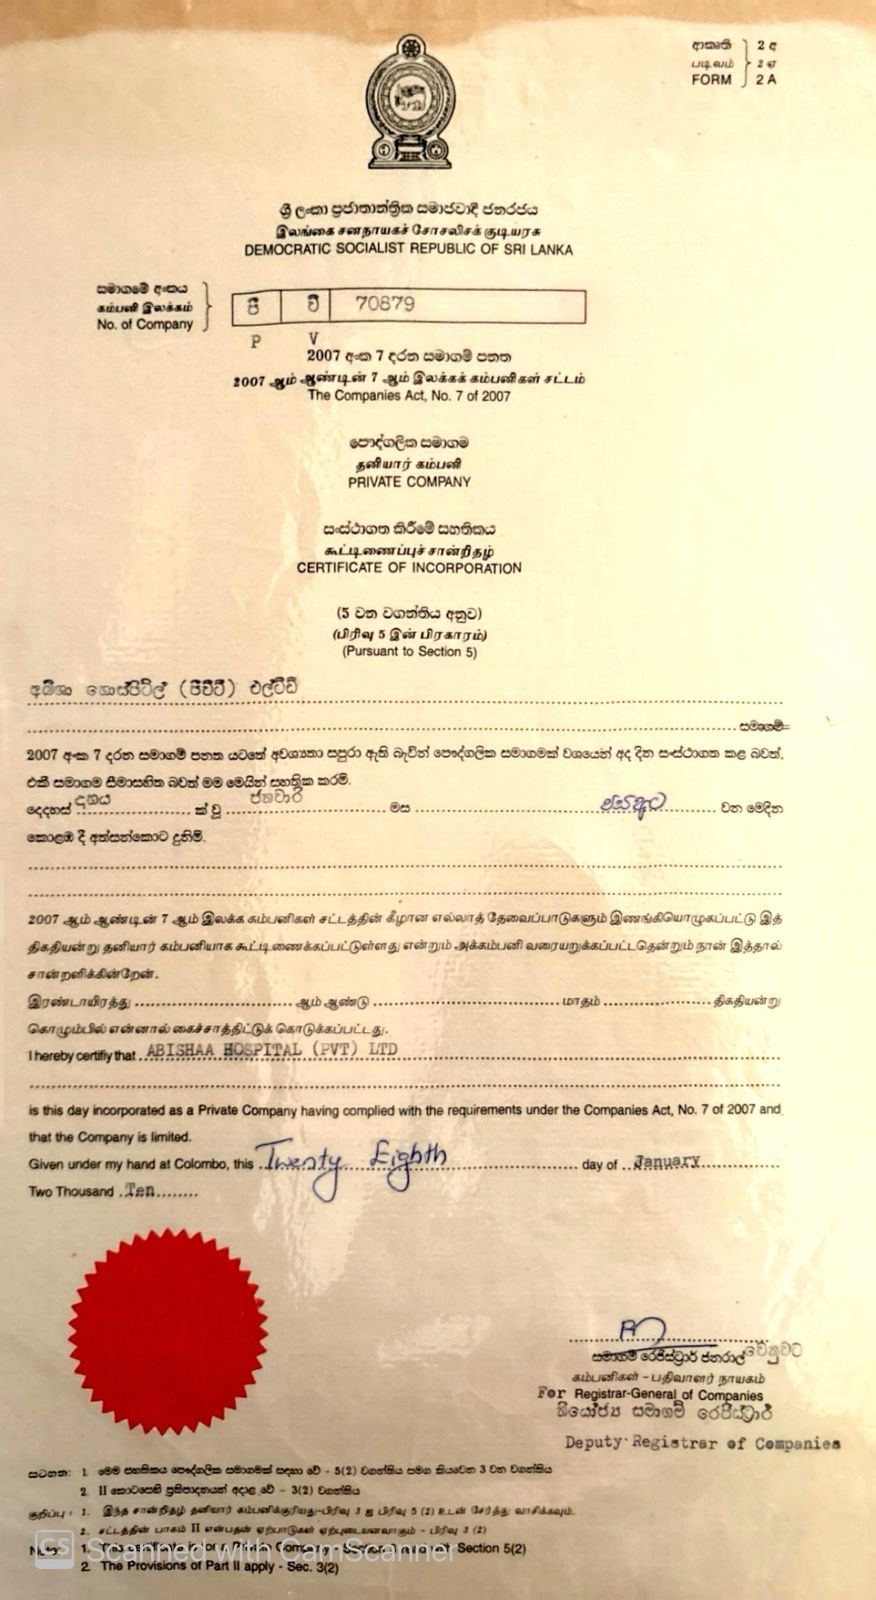 ආකෘති 2 අ
படிவம் 2 ஏ
FORM 2 A
ශ්‍රී ලංකා ප්‍රජාතාන්ත්‍රික සමාජවාදී ජනරජය
இலங்கை சனநாயகச் சோசலிசக் குடியரசு
DEMOCRATIC SOCIALIST REPUBLIC OF SRI LANKA
සමාගමේ අංකය
கம்பனி இலக்கம்
No. of Company
පී වී 70879
P V
2007 අංක 7 දරන සමාගම් පනත
2007 ஆம் ஆண்டின் 7 ஆம் இலக்கக் கம்பனிகள் சட்டம்
The Companies Act, No. 7 of 2007
පෞද්ගලික සමාගම
தனியார் கம்பனி
PRIVATE COMPANY
සංස්ථාගත කිරීමේ සහතිකය
கூட்டிணைப்புச் சான்றிதழ்
CERTIFICATE OF INCORPORATION
(5 වන වගන්තිය අනුව)
(பிரிவு 5 இன் பிரகாரம்)
(Pursuant to Section 5)
අබිශා හොස්පිටල් (පීවීටී) එල්ටීඩී
සමාගම්
2007 අංක 7 දරන සමාගම් පනත යටතේ අවශ්‍යතා සපුරා ඇති බැවින් පෞද්ගලික සමාගමක් වශයෙන් අද දින සංස්ථාගත කළ බවත්,
එකී සමාගම සීමාසහිත බවත් මම මෙයින් සහතික කරමි.
දෙදහස් දහය ක් වූ ජනවාරි මස විසිඅට වන මෙදින
කොළඹ දී අත්සන්කොට දුනිමි.
2007 ஆம் ஆண்டின் 7 ஆம் இலக்க கம்பனிகள் சட்டத்தின் கீழான எல்லாத் தேவைப்பாடுகளும் இணங்கியொழுகப்பட்டு இத்
திகதியன்று தனியார் கம்பனியாக கூட்டிணைக்கப்பட்டுள்ளது என்றும் அக்கம்பனி வரையறுக்கப்பட்டதென்றும் நான் இத்தால்
சான்றளிக்கின்றேன்.
இரண்டாயிரத்து ஆம் ஆண்டு மாதம் திகதியன்று
கொழும்பில் என்னால் கைச்சாத்திட்டுக் கொடுக்கப்பட்டது.
I hereby certifiy that ABISHAA HOSPITAL (PVT) LTD
is this day incorporated as a Private Company having complied with the requirements under the Companies Act, No. 7 of 2007 and
that the Company is limited.
Given under my hand at Colombo, this Twenty Eighth day of January
Two Thousand Ten
සමාගම් රෙජිස්ට්‍රාර් ජනරාල් වෙනුවට
கம்பனிகள் - பதிவாளர் நாயகம்
For Registrar-General of Companies
නියෝජ්‍ය සමාගම් රෙජිස්ට්‍රාර්
Deputy Registrar of Companies
සටහන: 1. මෙම සහතිකය පෞද්ගලික සමාගමක් සඳහා වේ - 5(2) වගන්තිය සමග කියවෙන 3 වන වගන්තිය
2. II කොටසෙහි ප්‍රතිපාදනයන් අදාළ වේ - 3(2) වගන්තිය
குறிப்பு : 1. இந்த சான்றிதழ் தனியார் கம்பனிக்குரியது-பிரிவு 3 ஐ பிரிவு 5 (2) உடன் சேர்த்து வாசிக்கவும்.
2. சட்டத்தின் பாகம் II என்பதன் ஏற்பாடுகள் ஏற்புடையனவாகும் - பிரிவு 3 (2)
Note: 1. This certificate is for a Private Company - Section 3 read with Section 5(2)
CS Scanned with CamScanner
2. The Provisions of Part II apply - Sec. 3(2)